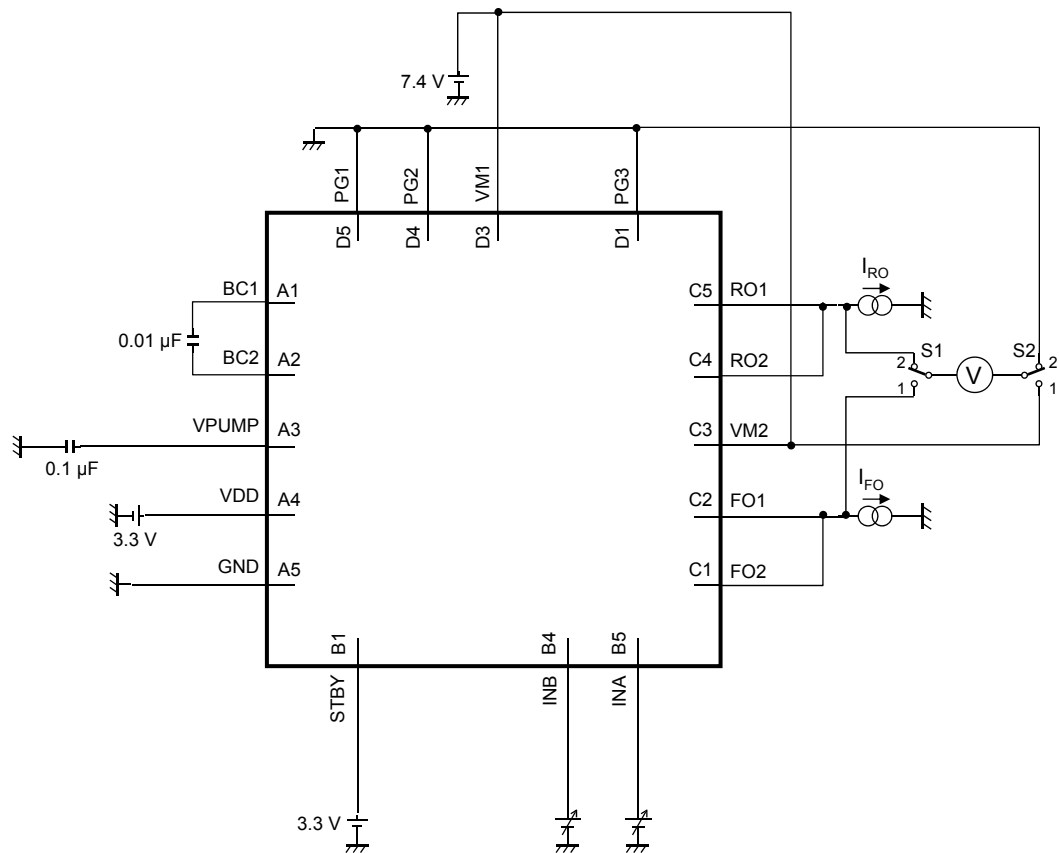 7.4 V
PG1
PG2
VM1
PG3
D5
D4
D3
D1
BC1
A1
0.01 µF
BC2
A2
VPUMP
A3
0.1 µF
VDD
A4
3.3 V
GND
A5
C5
RO1
C4
RO2
C3
VM2
C2
FO1
C1
FO2
IRO
S1
2
1
V
S2
2
1
IFO
B1
B4
B5
STBY
INB
INA
3.3 V